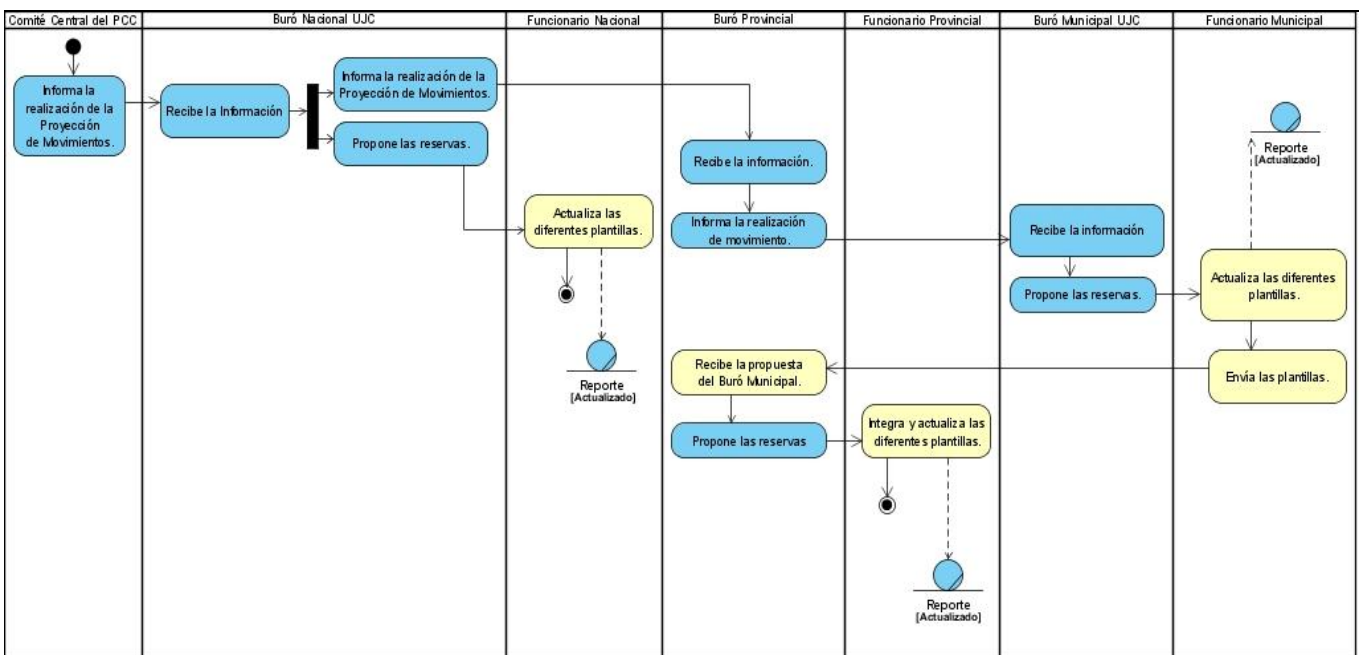 Comité Central del PCC
Buró Nacional UJC
Funcionario Nacional
Buró Provincial
Funcionario Provincial
Buró Municipal UJC
Funcionario Municipal
Informa la
realización de la
Proyección
de Movimientos.
Recibe la Información
Informa la realización de la
Proyección de Movimientos.
Propone las reservas.
Actualiza las
diferentes plantillas.
Reporte
[Actualizado]
Recibe la información.
Informa la realización
de movimiento.
Recibe la información
Propone las reservas.
Reporte
[Actualizado]
Actualiza las diferentes
plantillas.
Envía las plantillas.
Recibe la propuesta
del Buró Municipal.
Propone las reservas
Integra y actualiza las
diferentes plantillas.
Reporte
[Actualizado]